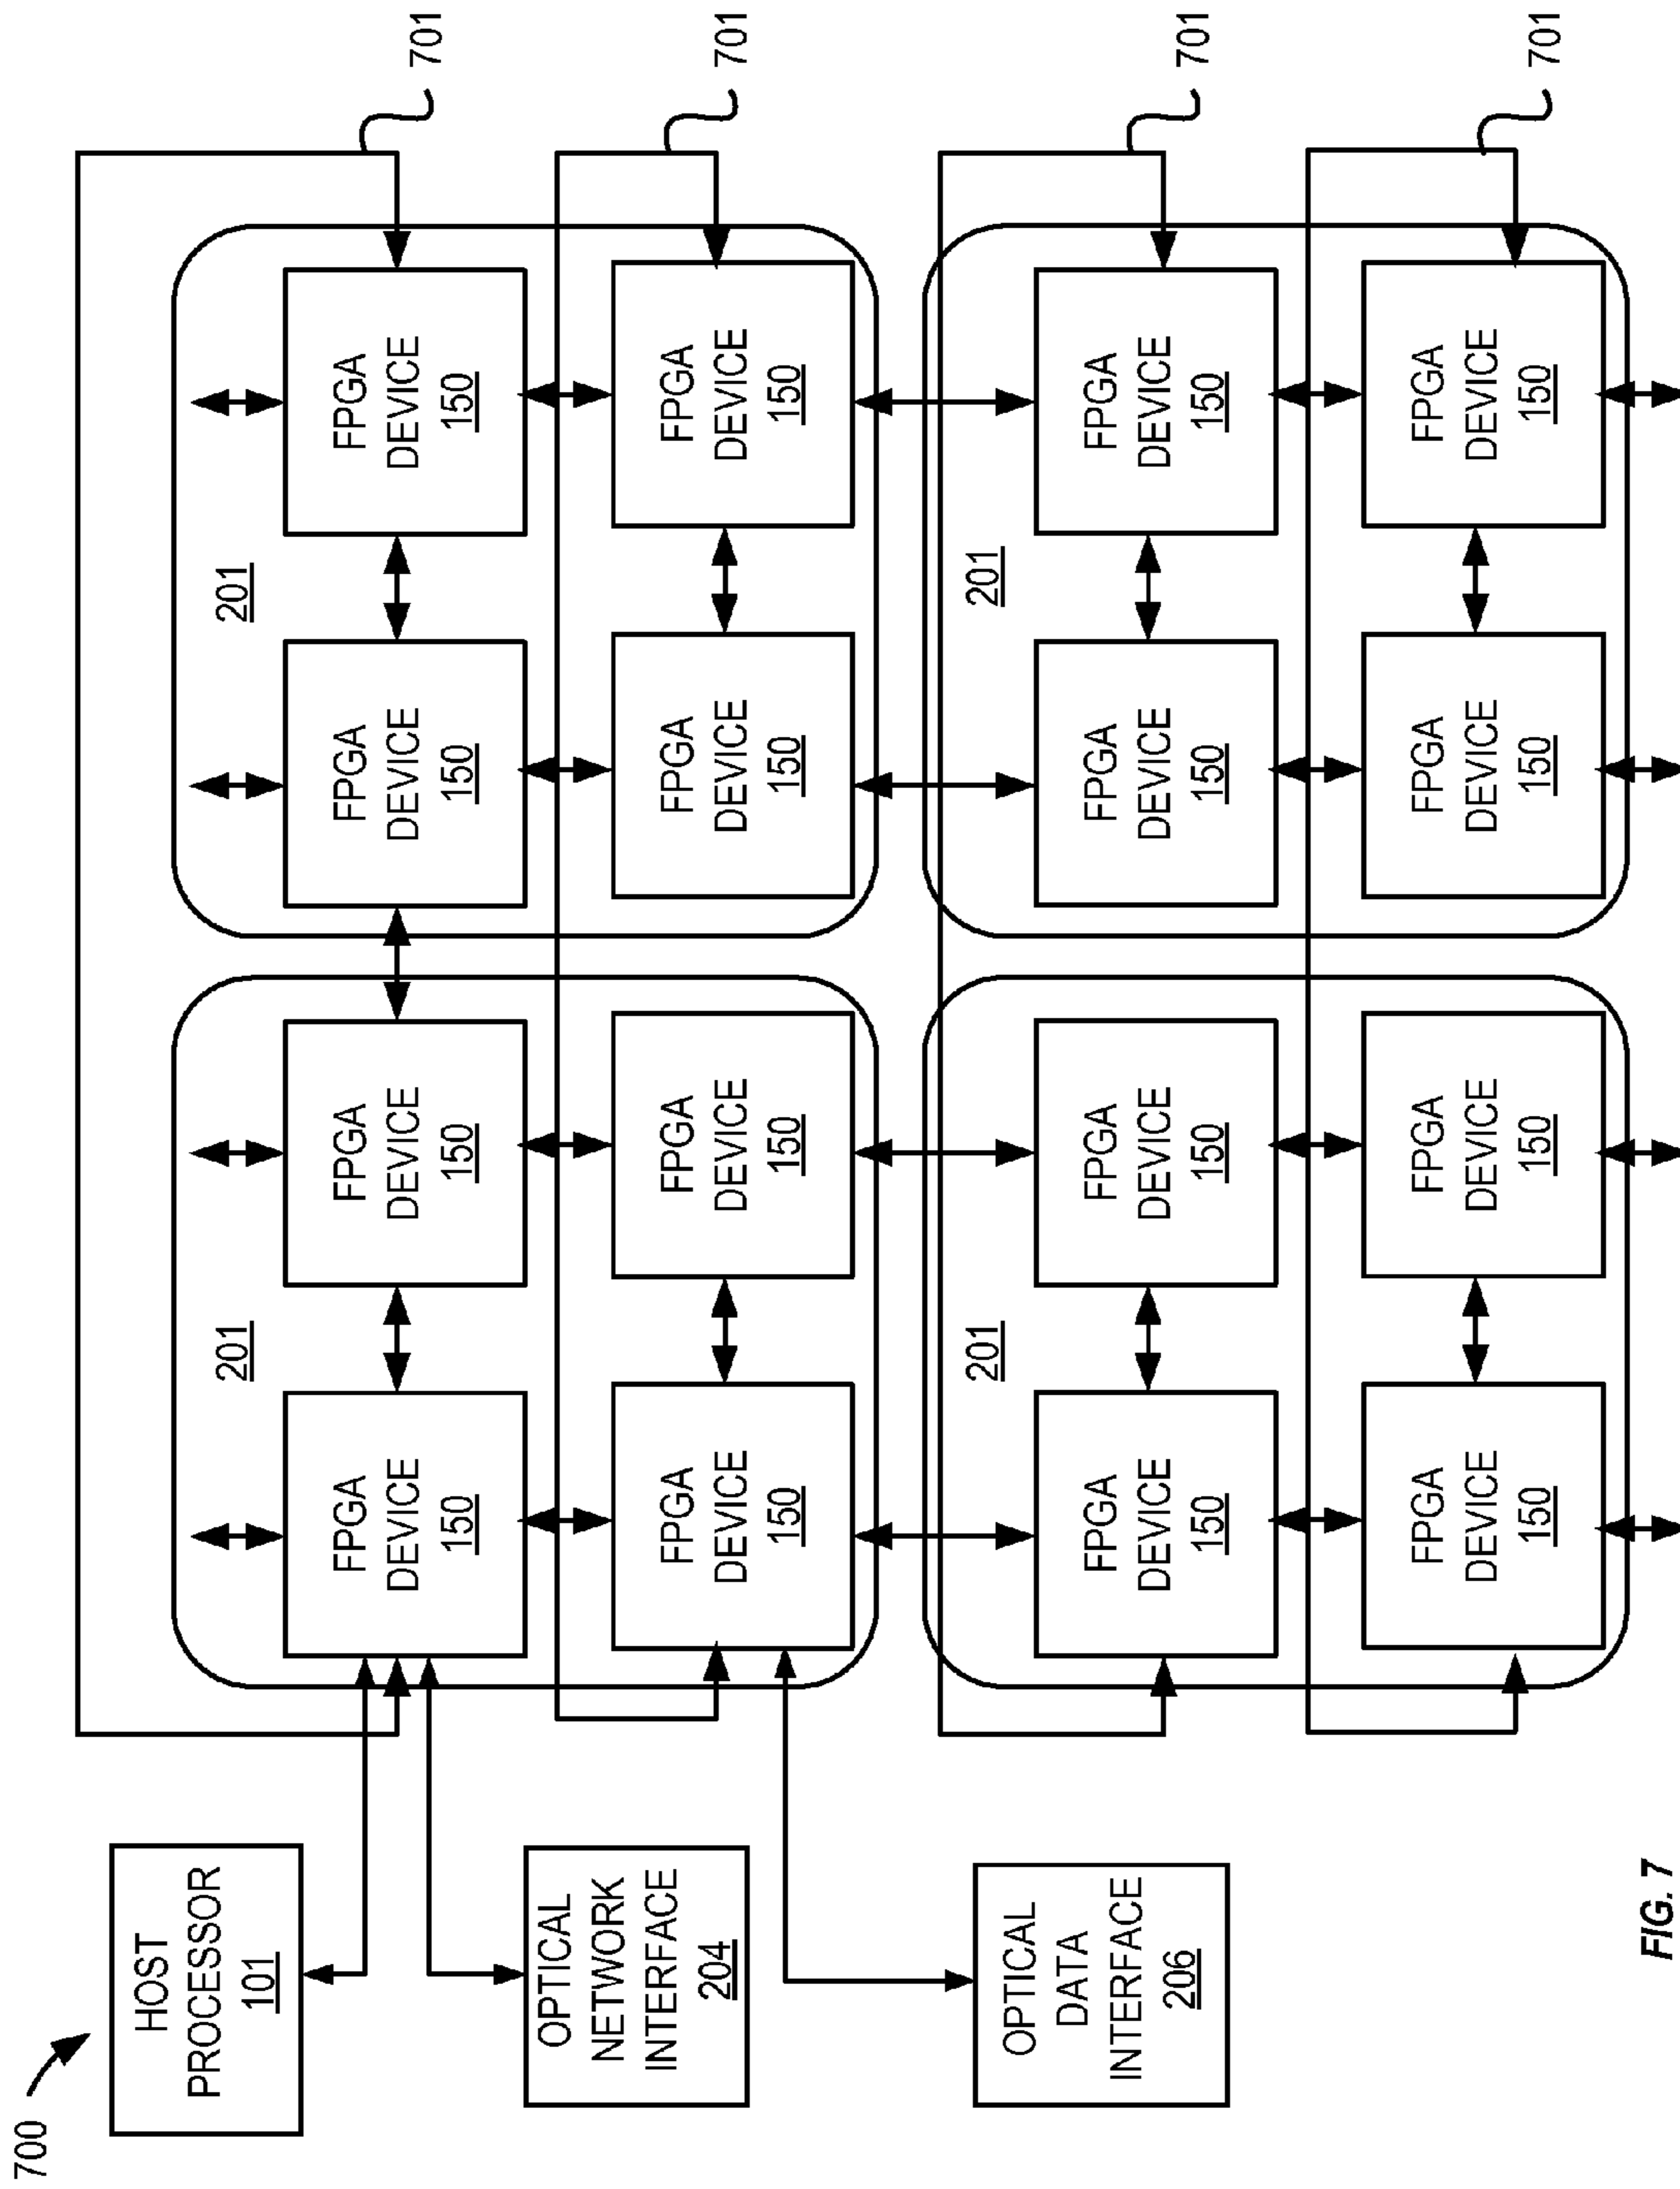 700
HOST
PROCESSOR
101
701
201
201
FPGA
DEVICE
150
FPGA
DEVICE
150
FPGA
DEVICE
150
FPGA
DEVICE
150
OPTICAL
NETWORK
INTERFACE
204
701
FPGA
DEVICE
150
FPGA
DEVICE
150
FPGA
DEVICE
150
FPGA
DEVICE
150
OPTICAL
DATA
INTERFACE
206
701
201
201
FPGA
DEVICE
150
FPGA
DEVICE
150
FPGA
DEVICE
150
FPGA
DEVICE
150
701
FPGA
DEVICE
150
FPGA
DEVICE
150
FPGA
DEVICE
150
FPGA
DEVICE
150
FIG. 7